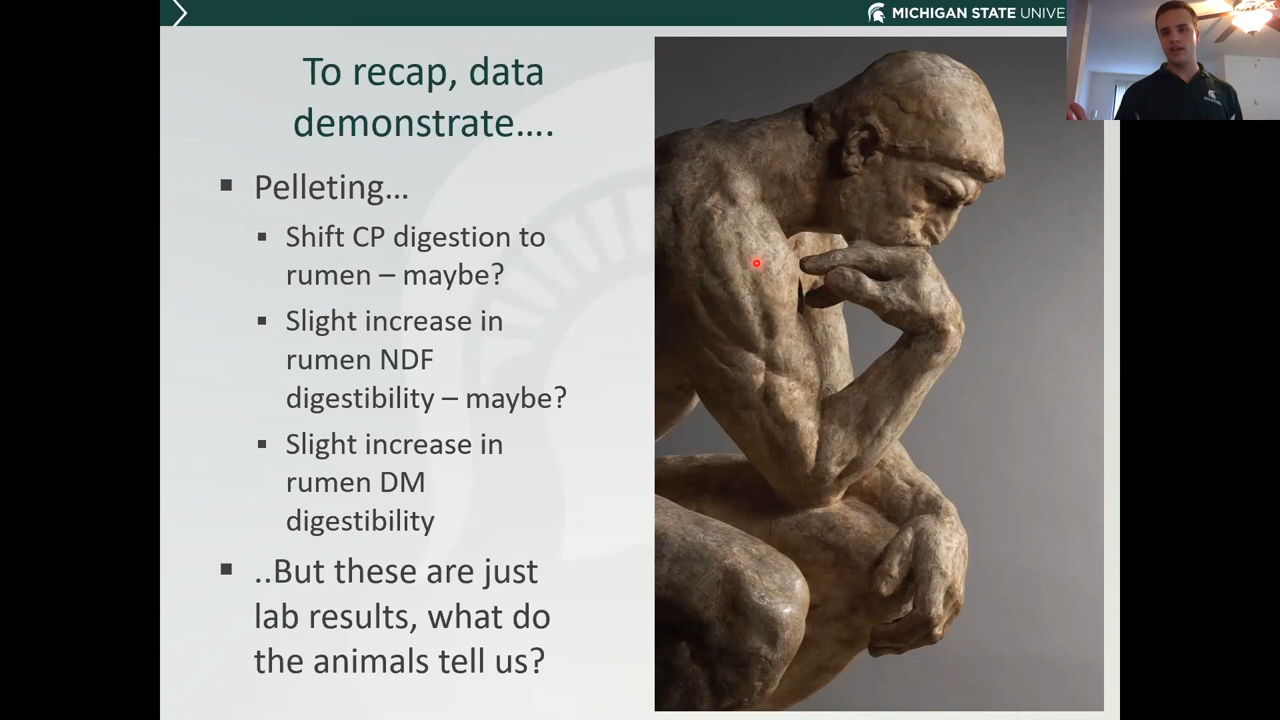 MICHIGAN STATE UNIVE
To recap, data
demonstrate….
Pelleting…
Shift CP digestion to
rumen – maybe?
Slight increase in
rumen NDF
digestibility – maybe?
Slight increase in
rumen DM
digestibility
..But these are just
lab results, what do
the animals tell us?